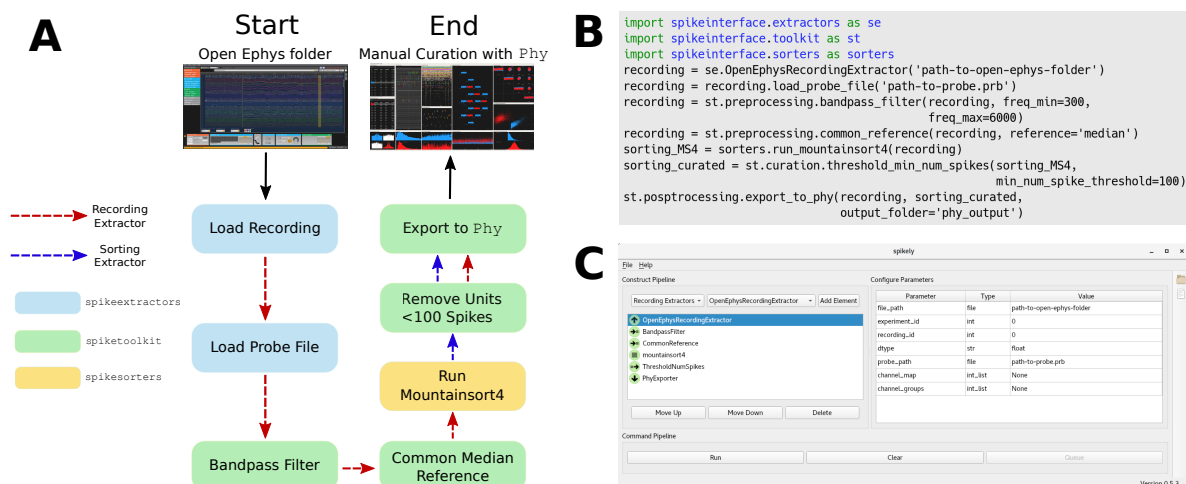 A
Start
Open Ephys folder
End
Manual Curation with Phy
Recording
Extractor
Sorting
Extractor
spikeextractors
spiketoolkit
spikesorters
Load Recording
Load Probe File
Bandpass Filter
Common Median
Reference
Run
Mountainsort4
Remove Units
<100 Spikes
Export to Phy
B
import spikeinterface.extractors as se
import spikeinterface.toolkit as st
import spikeinterface.sorters as sorters
recording = se.OpenEphysRecordingExtractor('path-to-open-ephys-folder')
recording = recording.load_probe_file('path-to-probe.prb')
recording = st.preprocessing.bandpass_filter(recording, freq_min=300,
freq_max=6000)
recording = st.preprocessing.common_reference(recording, reference='median')
sorting_MS4 = sorters.run_mountainsort4(recording)
sorting_curated = st.curation.threshold_min_num_spikes(sorting_MS4,
min_num_spike_threshold=100)
st.posptrocessing.export_to_phy(recording, sorting_curated,
output_folder='phy_output')
C
spikely
File Help
Construct Pipeline
Recording Extractors OpenEphysRecordingExtractor Add Element
OpenEphysRecordingExtractor
BandpassFilter
CommonReference
mountainsort4
ThresholdNumSpikes
PhyExporter
Move Up Move Down Delete
Configure Parameters
Parameter Type Value
file_path file path-to-open-ephys-folder
experiment_id int 0
recording_id int 0
dtype str float
probe_path file path-to-probe.prb
channel_map int_list None
channel_groups int_list None
Command Pipeline
Run Clear Queue
Version 0.5.3